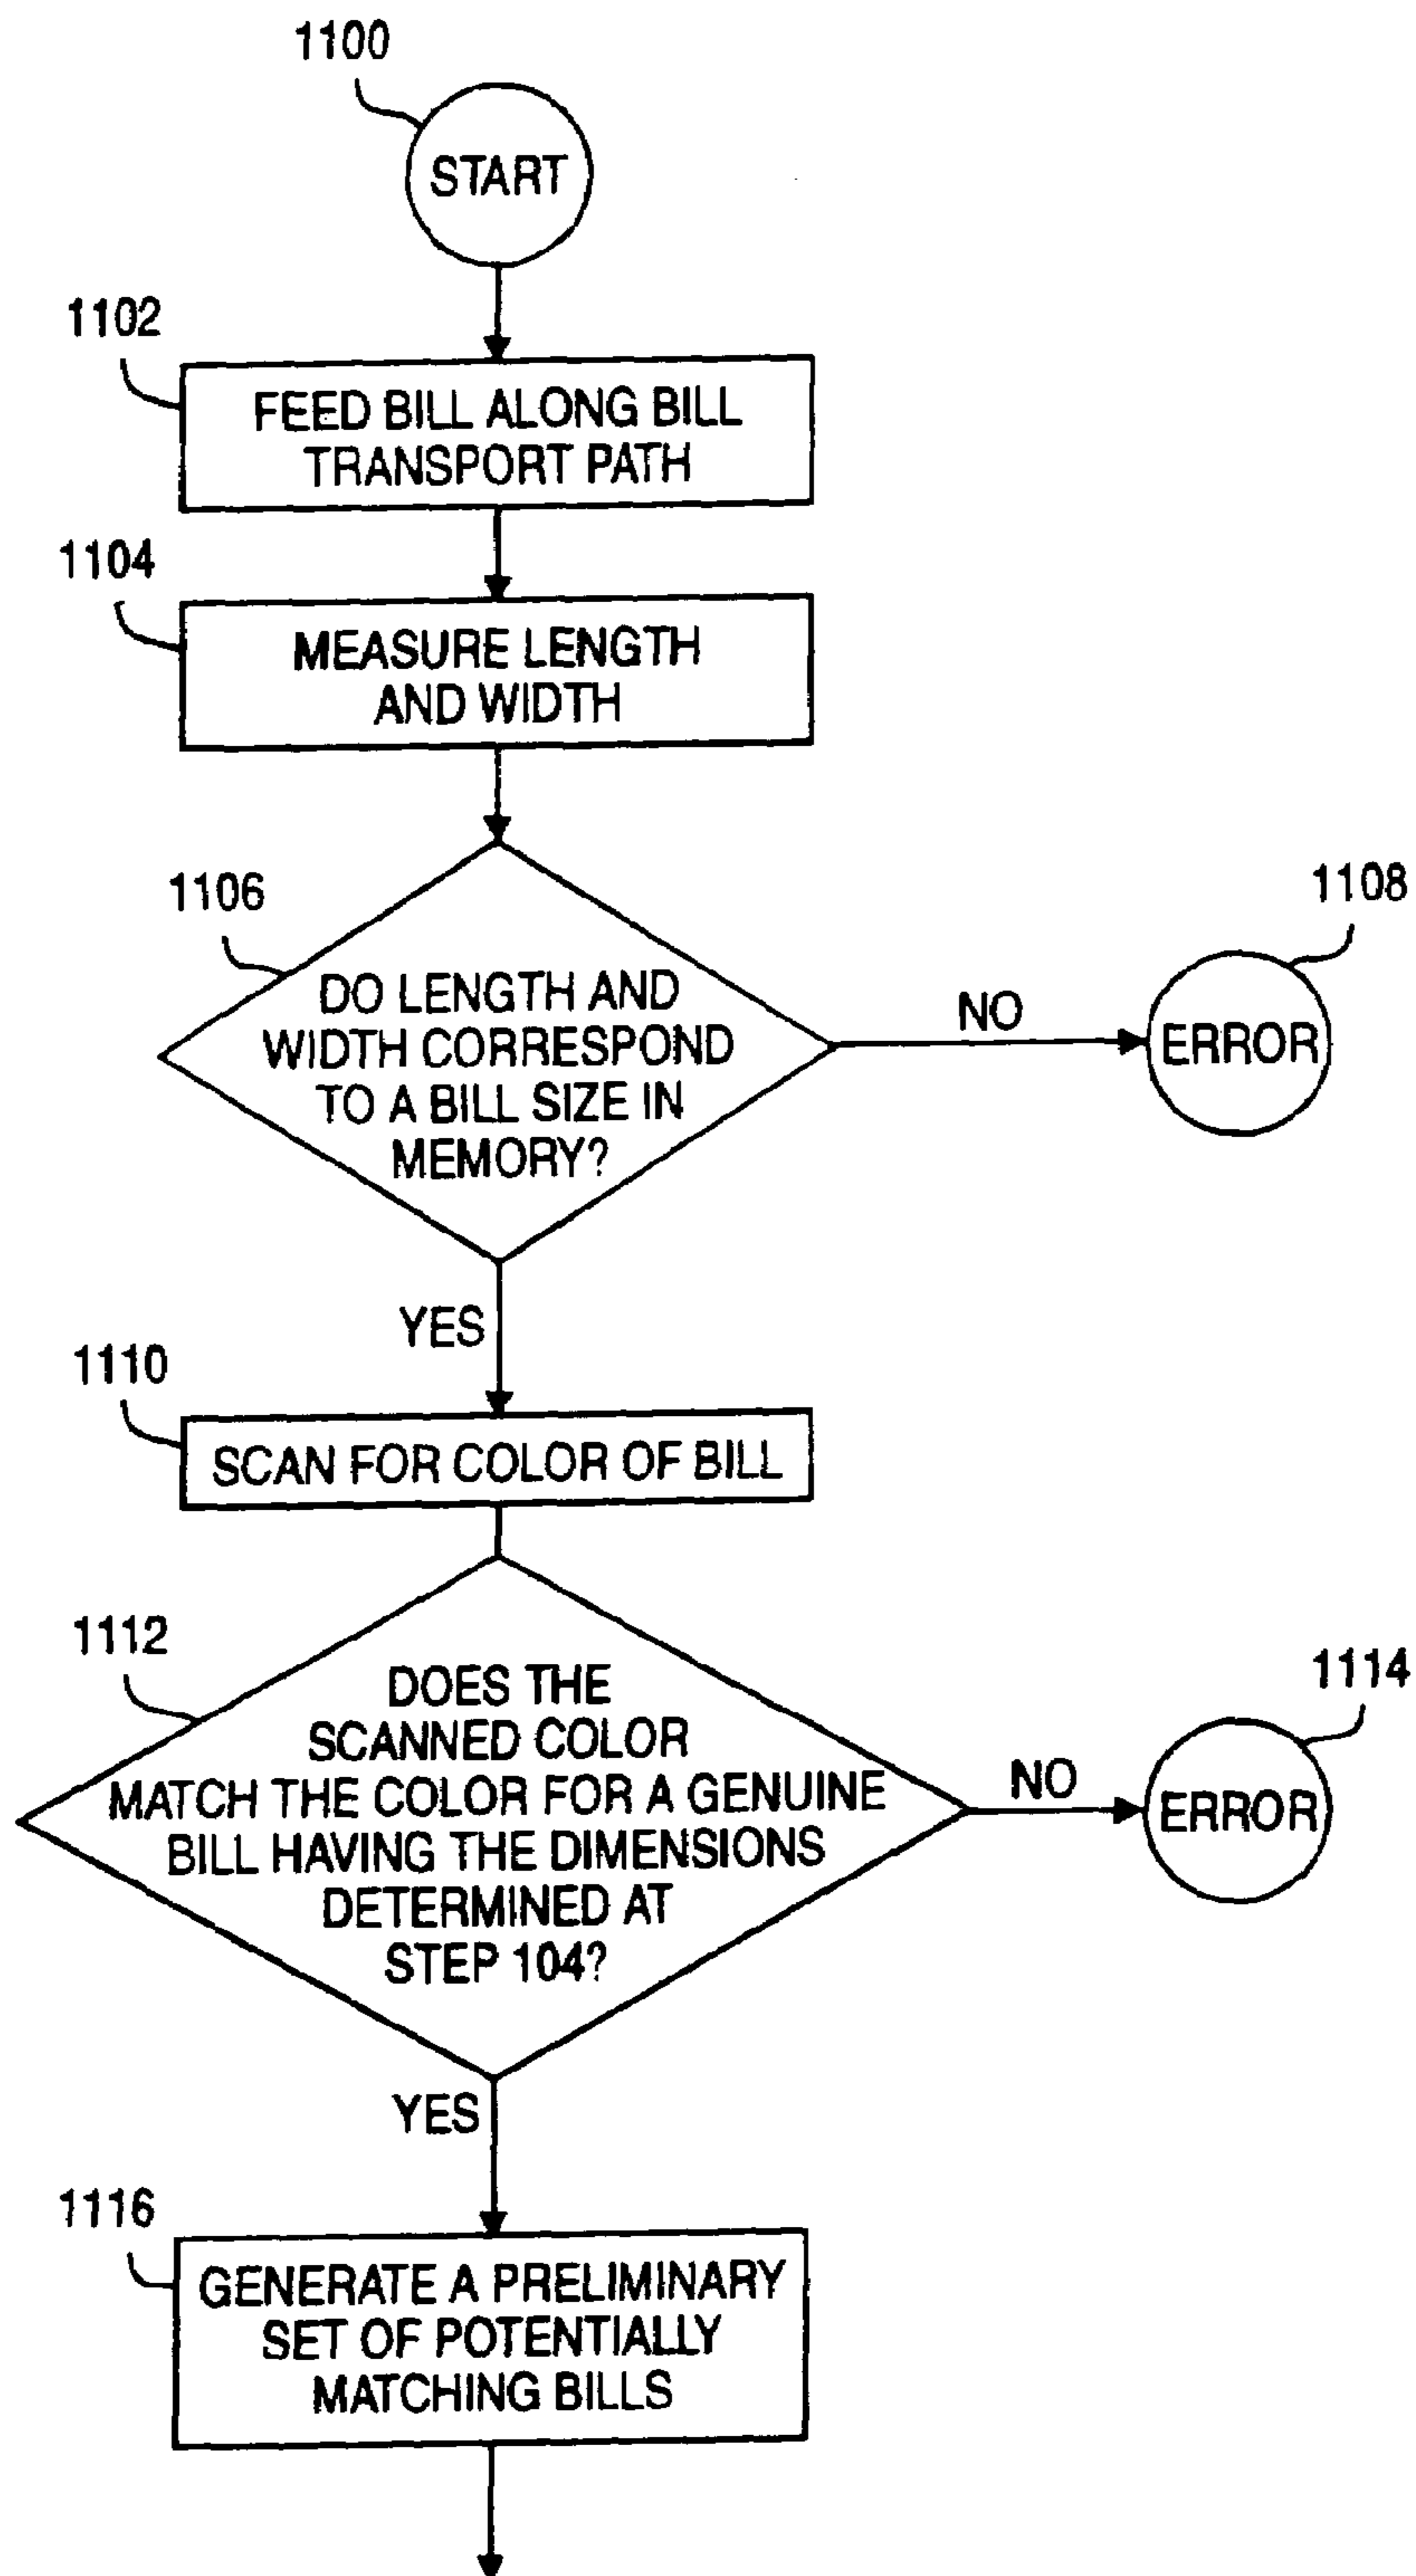 1100
START
1102
FEED BILL ALONG BILL
TRANSPORT PATH
1104
MEASURE LENGTH
AND WIDTH
1106
DO LENGTH AND
WIDTH CORRESPOND
TO A BILL SIZE IN
MEMORY?
NO
1108
ERROR
YES
1110
SCAN FOR COLOR OF BILL
1112
DOES THE
SCANNED COLOR
MATCH THE COLOR FOR A GENUINE
BILL HAVING THE DIMENSIONS
DETERMINED AT
STEP 104?
NO
1114
ERROR
YES
1116
GENERATE A PRELIMINARY
SET OF POTENTIALLY
MATCHING BILLS